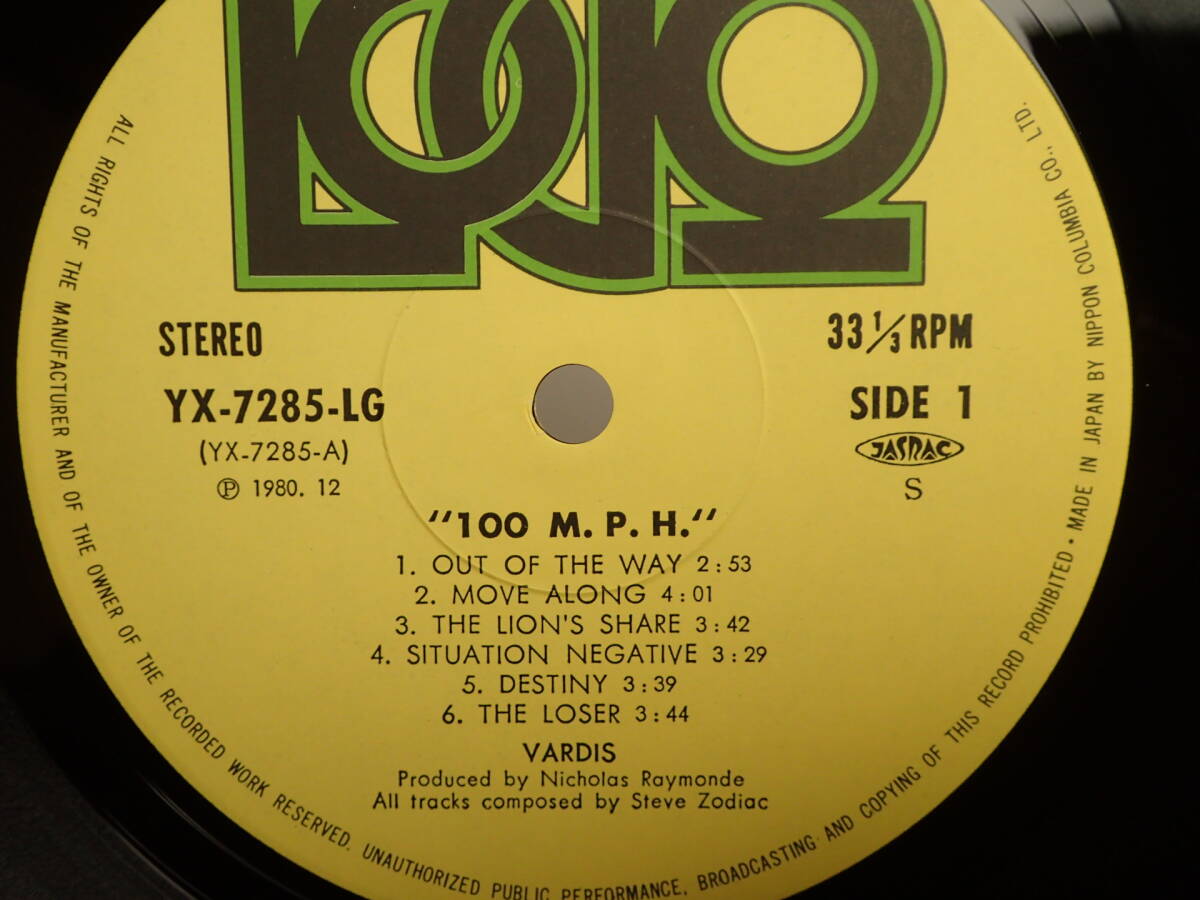 LOGO
STEREO
33 1/3 RPM
YX-7285-LG
SIDE 1
(YX-7285-A)
JASRAC
Ⓟ 1980. 12
S
"100 M. P. H."
1. OUT OF THE WAY 2:53
2. MOVE ALONG 4:01
3. THE LION'S SHARE 3:42
4. SITUATION NEGATIVE 3:29
5. DESTINY 3:39
6. THE LOSER 3:44
VARDIS
Produced by Nicholas Raymonde
All tracks composed by Steve Zodiac
ALL RIGHTS OF THE MANUFACTURER AND OF THE OWNER OF THE RECORDED WORK RESERVED. UNAUTHORIZED PUBLIC PERFORMANCE, BROADCASTING AND COPYING OF THIS RECORD PROHIBITED • MADE IN JAPAN BY NIPPON COLUMBIA CO., LTD.